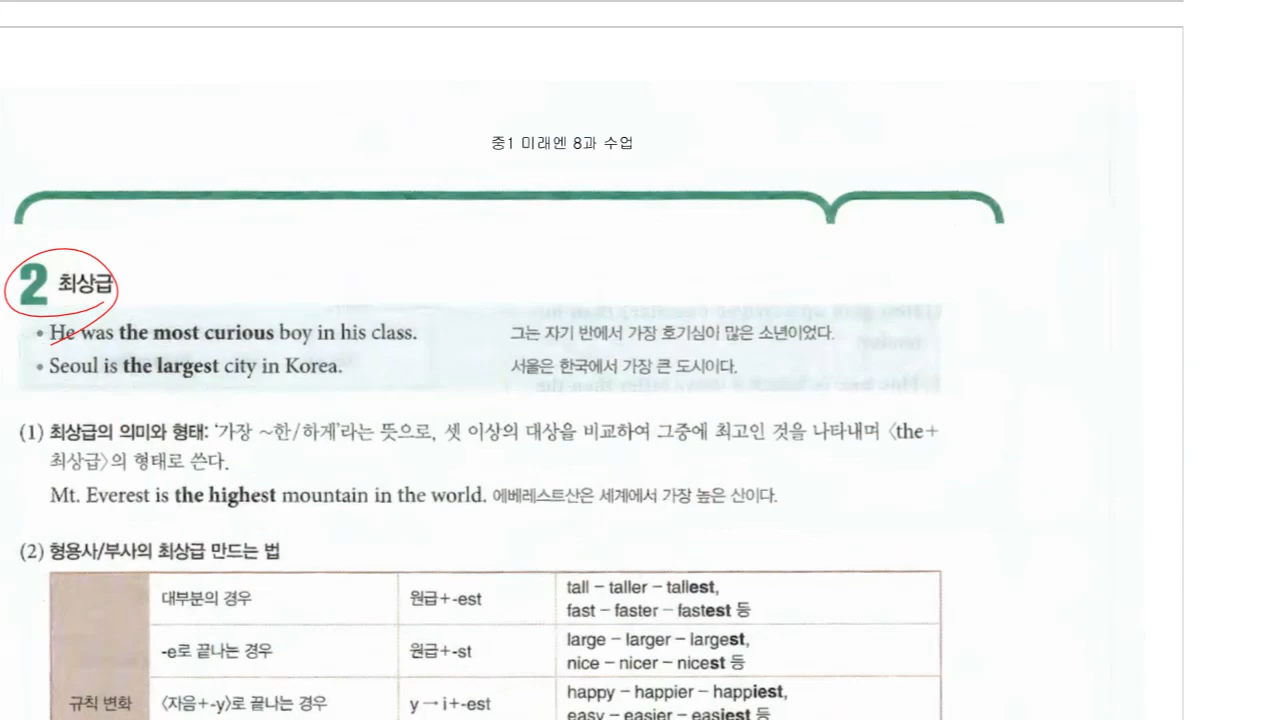 중1 미래엔 8과 수업
2 최상급
• He was the most curious boy in his class. 그는 자기 반에서 가장 호기심이 많은 소년이었다.
• Seoul is the largest city in Korea. 서울은 한국에서 가장 큰 도시이다.
(1) 최상급의 의미와 형태: ‘가장 ~한/하게’라는 뜻으로, 셋 이상의 대상을 비교하여 그중에 최고인 것을 나타내며 〈the+
최상급〉의 형태로 쓴다.
Mt. Everest is the highest mountain in the world. 에베레스트산은 세계에서 가장 높은 산이다.
(2) 형용사/부사의 최상급 만드는 법
규칙 변화
대부분의 경우 원급+-est tall – taller – tallest,
fast – faster – fastest 등
-e로 끝나는 경우 원급+-st large – larger – largest,
nice – nicer – nicest 등
〈자음+-y〉로 끝나는 경우 y→i+-est happy – happier – happiest,
easy – easier – easiest 등